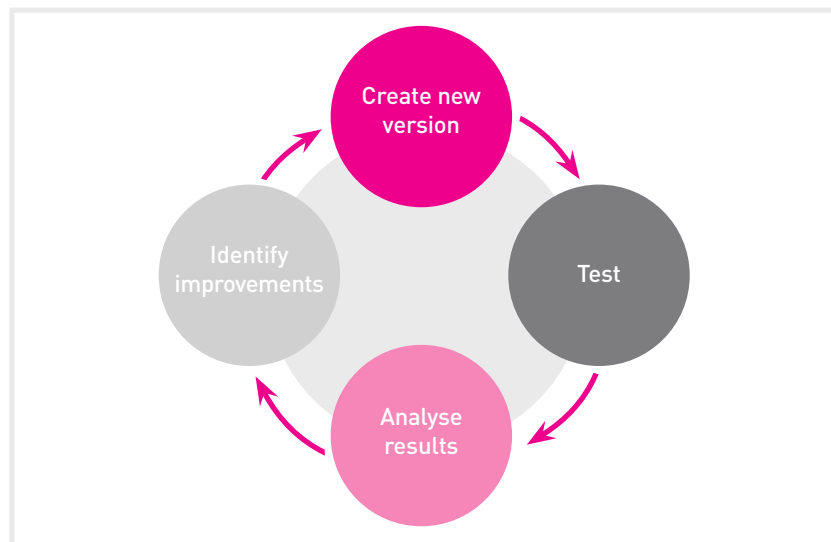 Create new
version
Test
Analyse
results
Identify
improvements